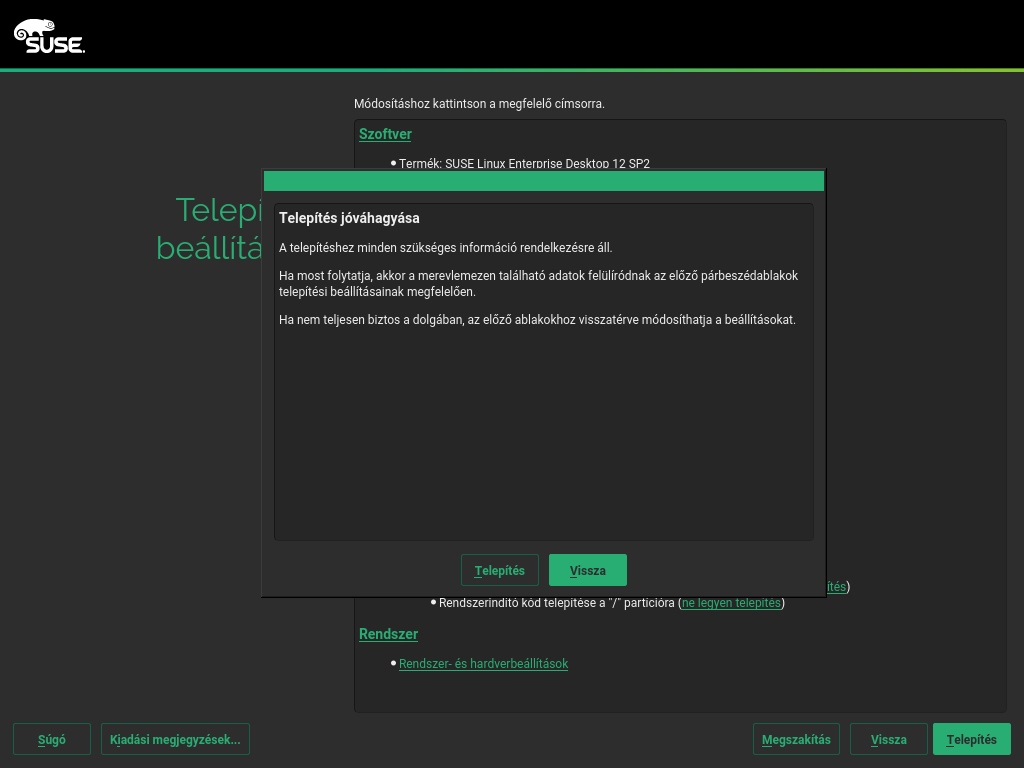 SUSE.
Módosításhoz kattintson a megfelelő címsorra.
Szoftver
Termék: SUSE Linux Enterprise Desktop 12 SP2
Telepítés jóváhagyása
A telepítéshez minden szükséges információ rendelkezésre áll.
Ha most folytatja, akkor a merevlemezen található adatok felülíródnak az előző párbeszédablakok
telepítési beállításainak megfelelően.
Ha nem teljesen biztos a dolgában, az előző ablakokhoz visszatérve módosíthatja a beállításokat.
Telepítés Vissza
Rendszerindító kód telepítése a "/" partícióra (ne legyen telepítés)
Rendszer
Rendszer- és hardverbeállítások
Súgó Kiadási megjegyzések... Megszakítás Vissza Telepítés